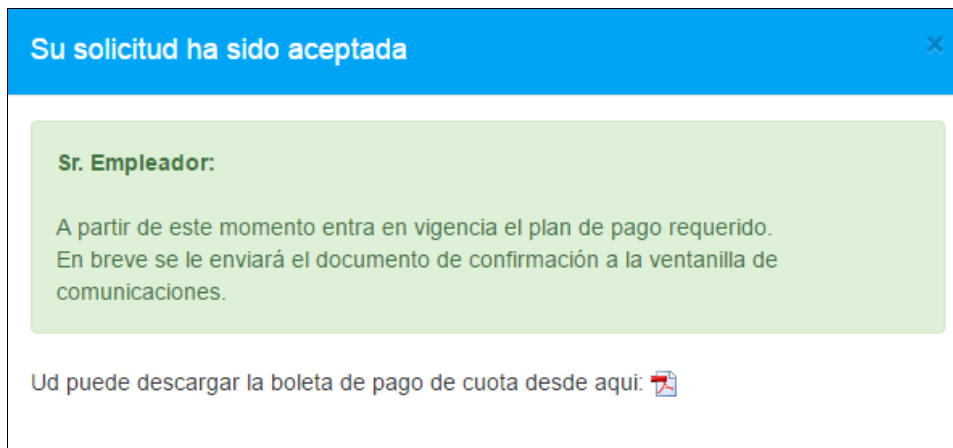 Su solicitud ha sido aceptada
×
Sr. Empleador:
A partir de este momento entra en vigencia el plan de pago requerido.
En breve se le enviará el documento de confirmación a la ventanilla de
comunicaciones.
Ud puede descargar la boleta de pago de cuota desde aqui: